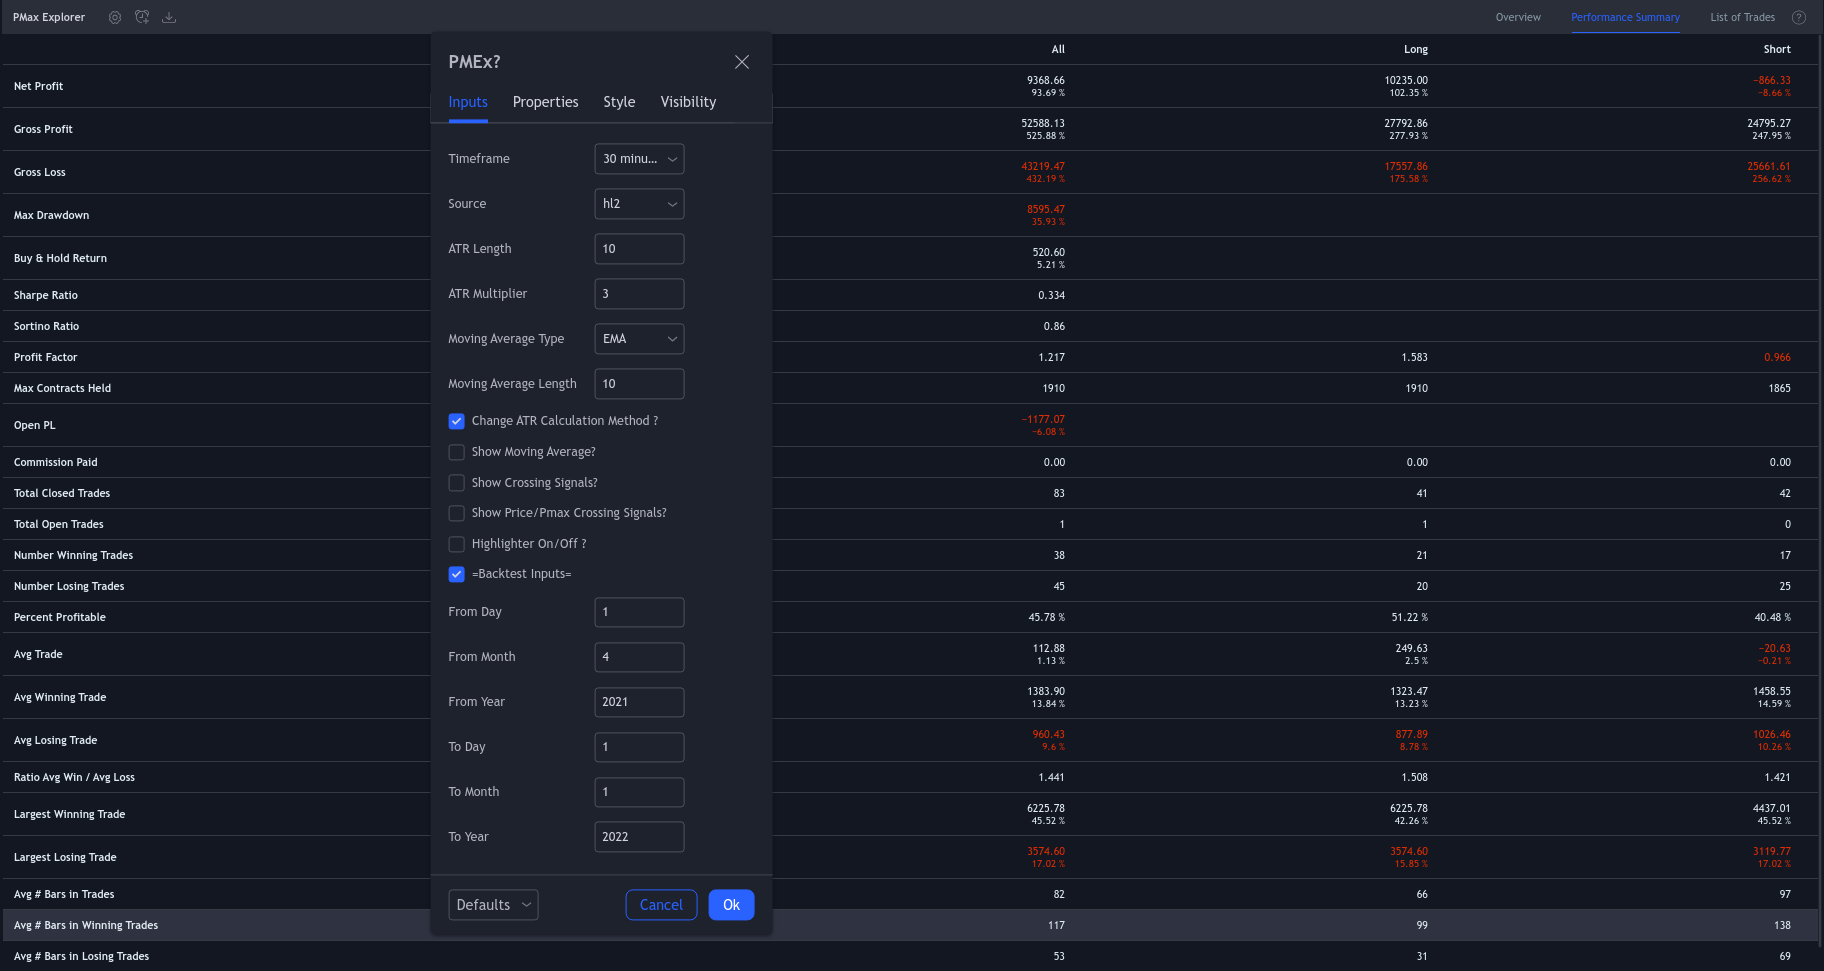 PMax Explorer
Overview Performance Summary List of Trades ?
All Long Short
Net Profit 9368.66 10235.00 −866.33
93.69 % 102.35 % −8.66 %
Gross Profit 52588.13 27792.86 24795.27
525.88 % 277.93 % 247.95 %
Gross Loss 43219.47 17557.86 25661.61
432.19 % 175.58 % 256.62 %
Max Drawdown 8595.47
35.93 %
Buy & Hold Return 520.60
5.21 %
Sharpe Ratio 0.334
Sortino Ratio 0.86
Profit Factor 1.217 1.583 0.966
Max Contracts Held 1910 1910 1865
Open PL −1177.07
−6.08 %
Commission Paid 0.00 0.00 0.00
Total Closed Trades 83 41 42
Total Open Trades 1 1 0
Number Winning Trades 38 21 17
Number Losing Trades 45 20 25
Percent Profitable 45.78 % 51.22 % 40.48 %
Avg Trade 112.88 249.63 −20.63
1.13 % 2.5 % −0.21 %
Avg Winning Trade 1383.90 1323.47 1458.55
13.84 % 13.23 % 14.59 %
Avg Losing Trade 960.43 877.89 1026.46
9.6 % 8.78 % 10.26 %
Ratio Avg Win / Avg Loss 1.441 1.508 1.421
Largest Winning Trade 6225.78 6225.78 4437.01
45.52 % 42.26 % 45.52 %
Largest Losing Trade 3574.60 3574.60 3119.77
17.02 % 15.85 % 17.02 %
Avg # Bars in Trades 82 66 97
Avg # Bars in Winning Trades 117 99 138
Avg # Bars in Losing Trades 53 31 69
PMEx?
Inputs Properties Style Visibility
Timeframe 30 minu...
Source hl2
ATR Length 10
ATR Multiplier 3
Moving Average Type EMA
Moving Average Length 10
Change ATR Calculation Method ?
Show Moving Average?
Show Crossing Signals?
Show Price/Pmax Crossing Signals?
Highlighter On/Off ?
=Backtest Inputs=
From Day 1
From Month 4
From Year 2021
To Day 1
To Month 1
To Year 2022
Defaults Cancel Ok